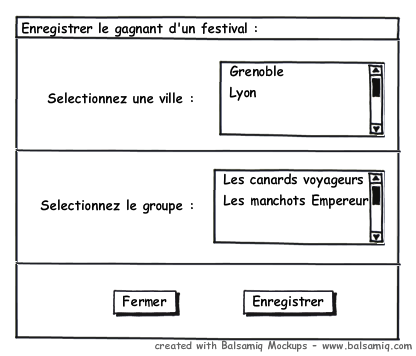 Enregistrer le gagnant d'un festival :
Selectionnez une ville :
Grenoble
Lyon
Selectionnez le groupe :
Les canards voyageurs
Les manchots Empereur
Fermer
Enregistrer
created with Balsamiq Mockups - www.balsamiq.com